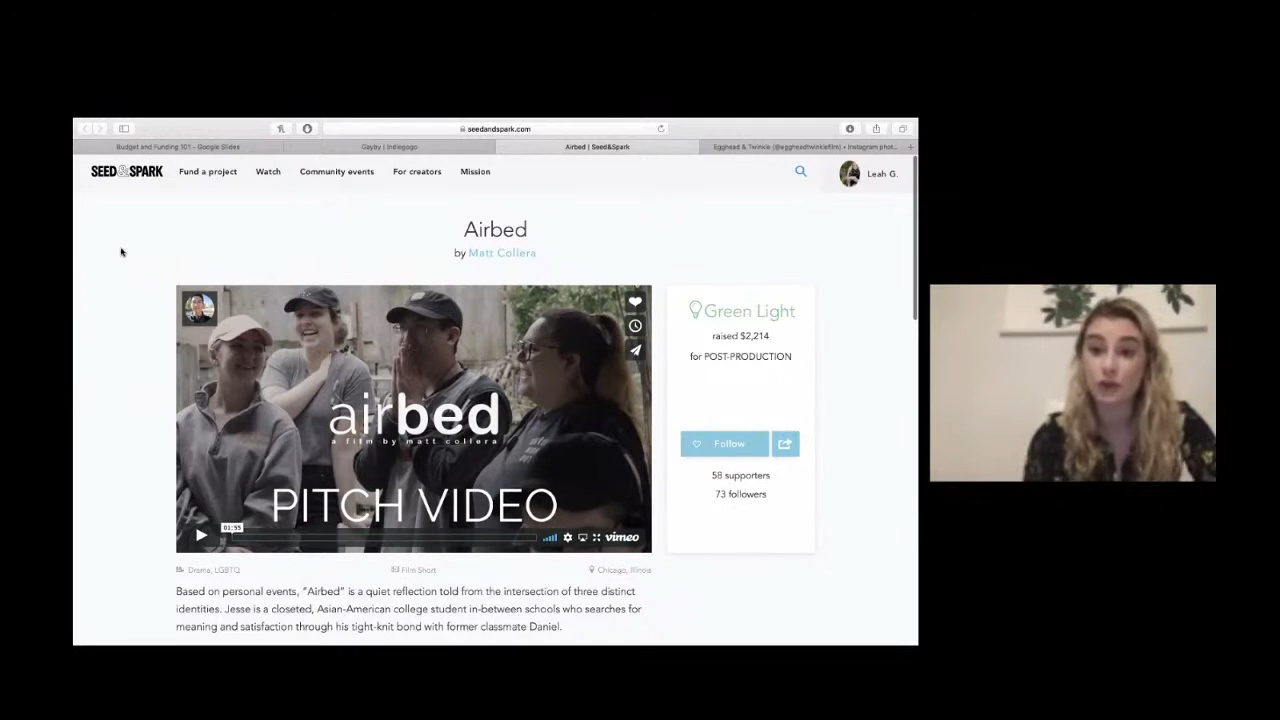 seedandspark.com
Budget and Funding 101 - Google Slides
Gayby | Indiegogo
Airbed | Seed&Spark
Egghead & Twinkie (@eggheadtwinkiefilm) • Instagram phot...
SEED&SPARK
Fund a project
Watch
Community events
For creators
Mission
Leah G.
Airbed
by Matt Collera
airbed
a film by matt collera
PITCH VIDEO
01:55
vimeo
Green Light
raised $2,214
for POST-PRODUCTION
Follow
58 supporters
73 followers
Drama, LGBTQ
Film Short
Chicago, Illinois
Based on personal events, “Airbed” is a quiet reflection told from the intersection of three distinct
identities. Jesse is a closeted, Asian-American college student in-between schools who searches for
meaning and satisfaction through his tight-knit bond with former classmate Daniel.